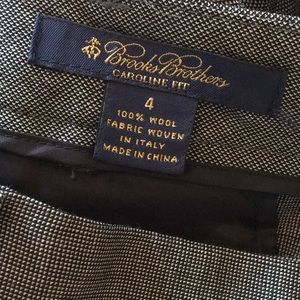 Brooks Brothers
CAROLINE FIT
4
100% WOOL
FABRIC WOVEN
IN ITALY
MADE IN CHINA